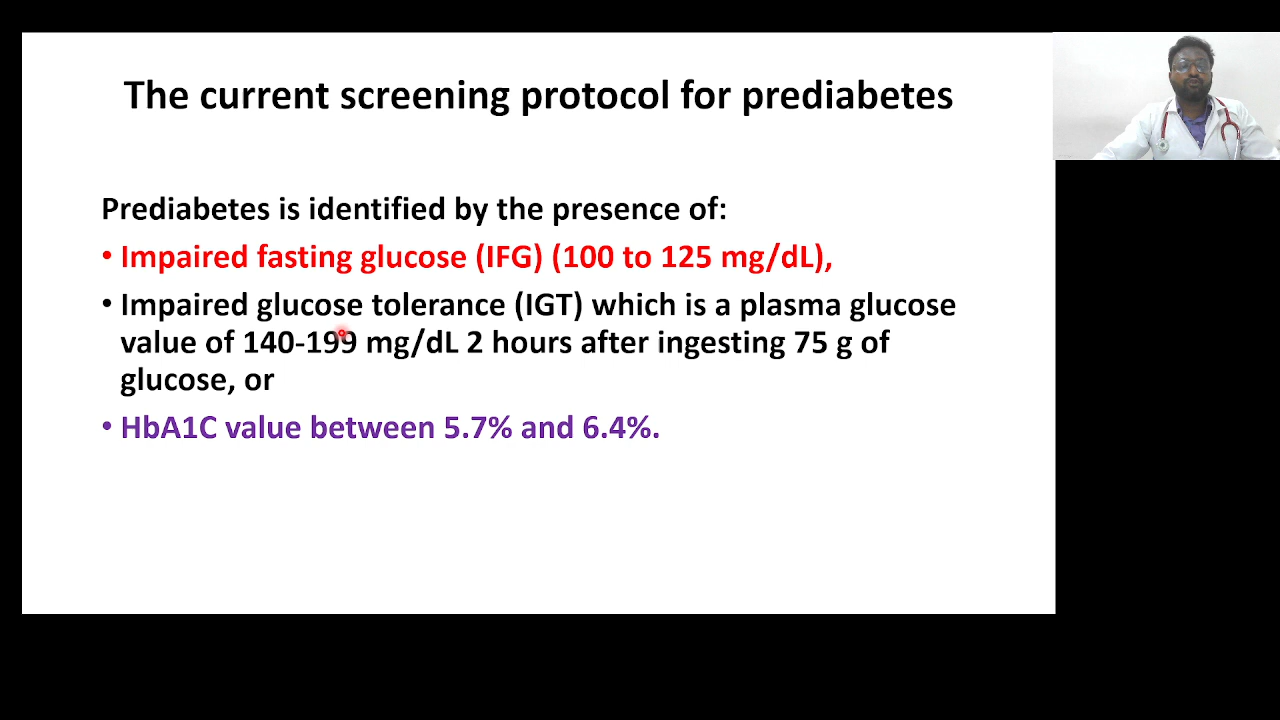 The current screening protocol for prediabetes
Prediabetes is identified by the presence of:
• Impaired fasting glucose (IFG) (100 to 125 mg/dL),
• Impaired glucose tolerance (IGT) which is a plasma glucose
value of 140-199 mg/dL 2 hours after ingesting 75 g of
glucose, or
• HbA1C value between 5.7% and 6.4%.